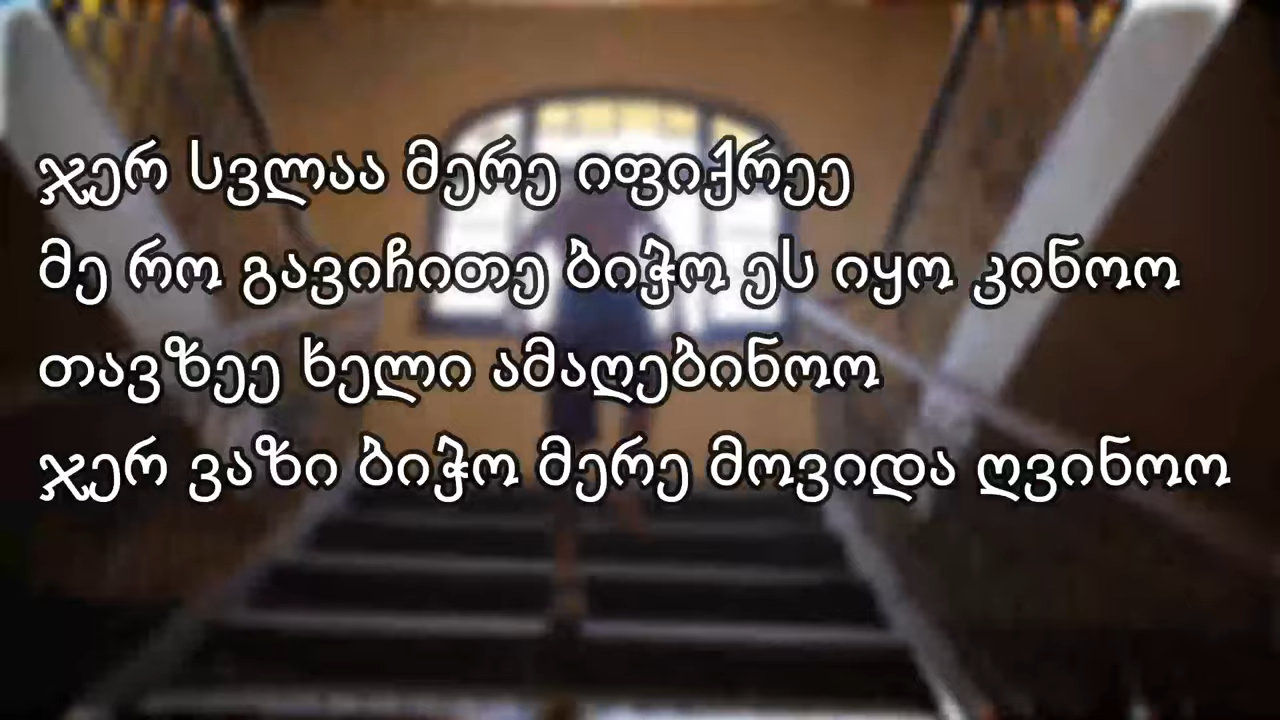 ჯერ სვლაა მერე იფიქრეე
მე რო გავიჩითე ბიჭო ეს იყო კინოო
თავზეე ხელი ამაღებინოო
ჯერ ვაზი ბიჭო მერე მოვიდა ღვინოო